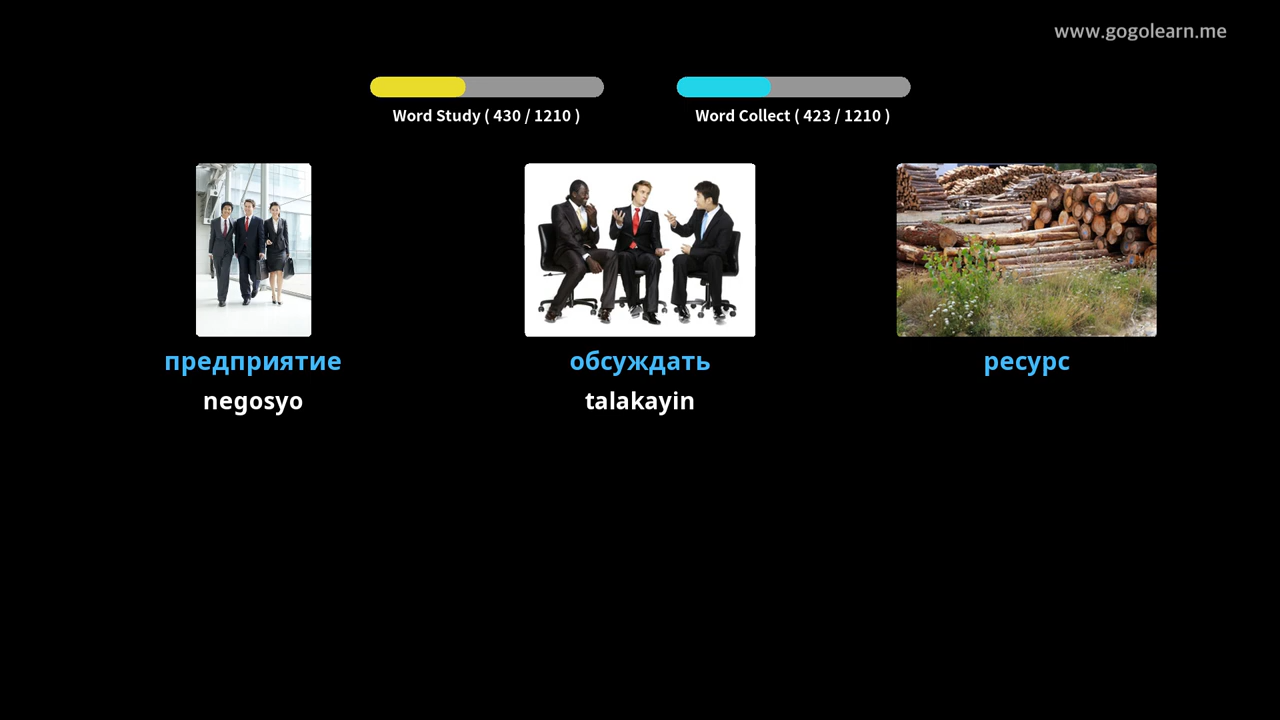 www.gogolearn.me
Word Study ( 430 / 1210 )
Word Collect ( 423 / 1210 )
предприятие
обсуждать
ресурс
negosyo
talakayin